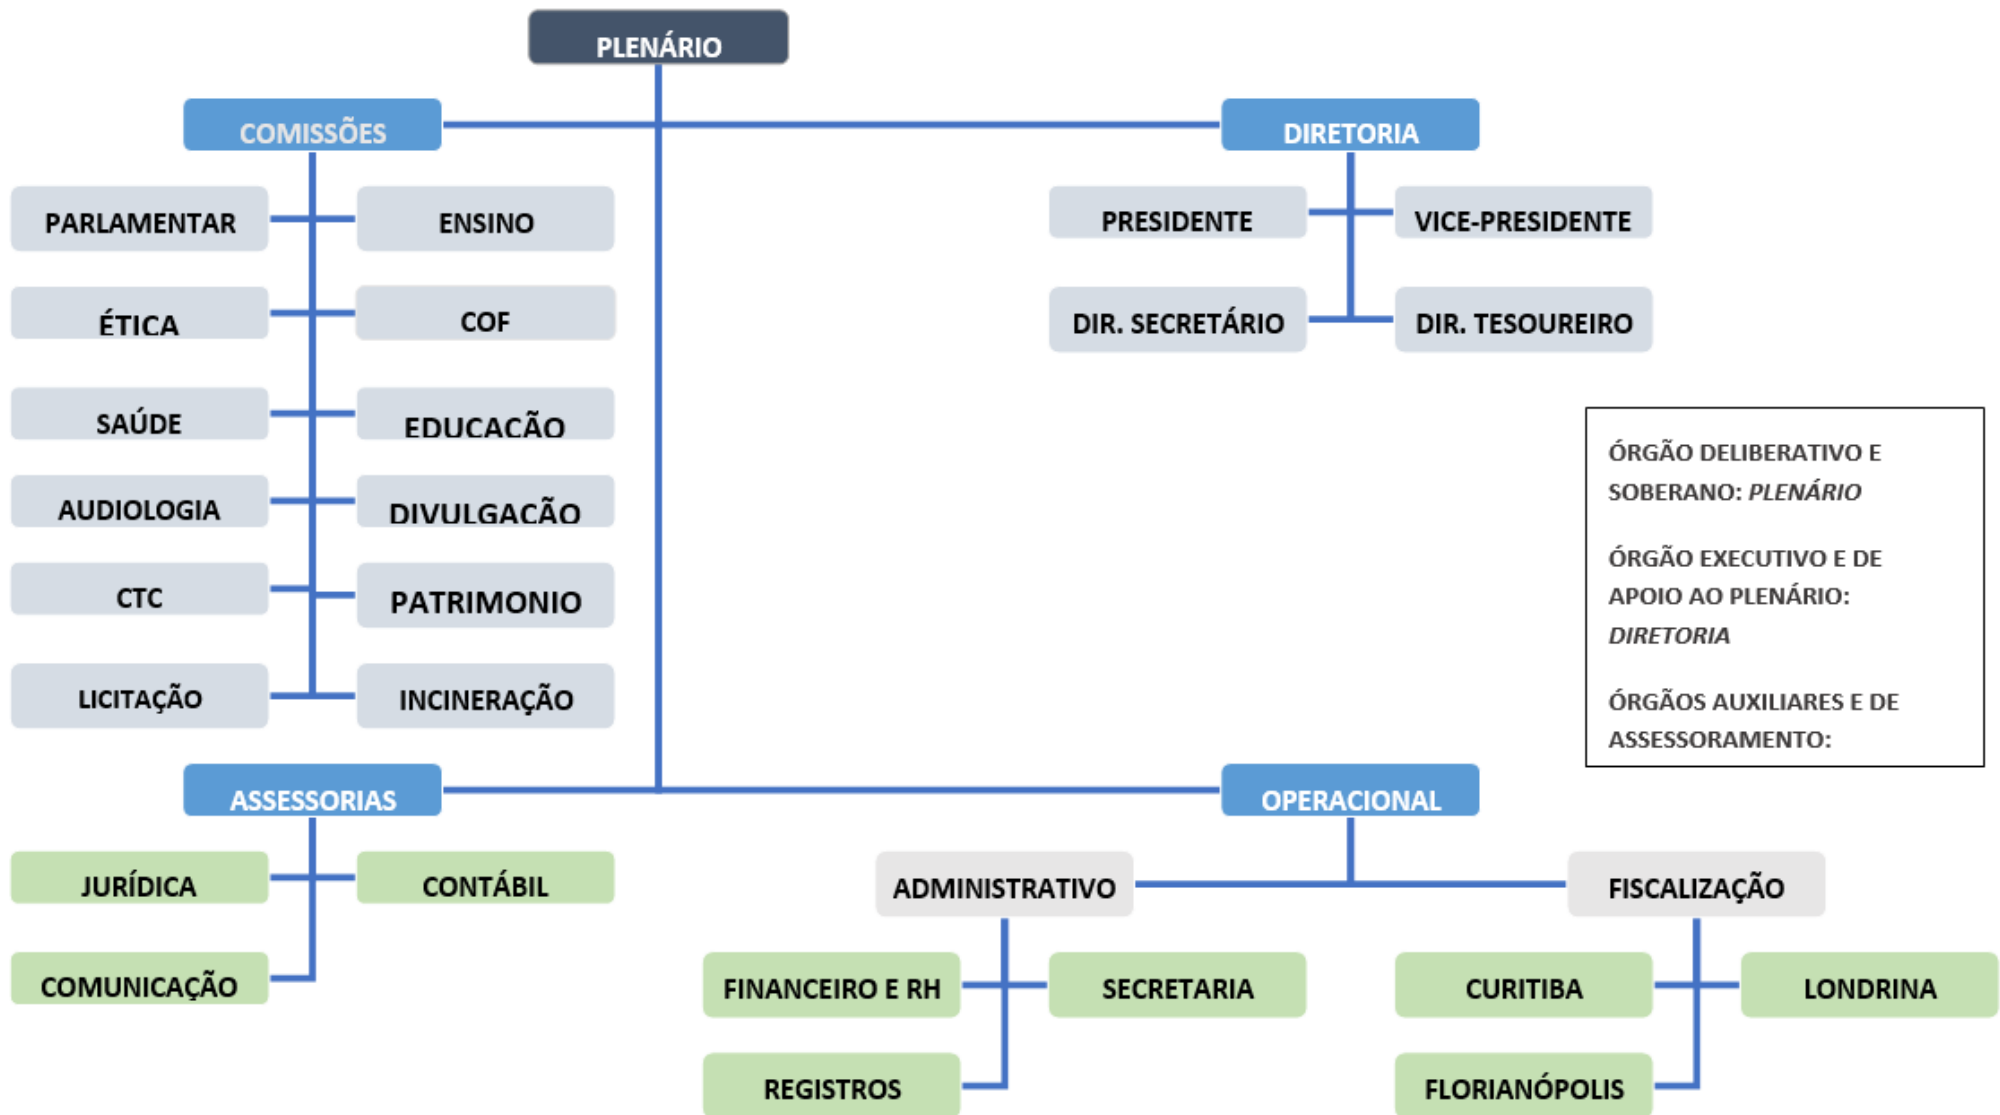 PLENÁRIO
COMISSÕES
DIRETORIA
PARLAMENTAR
ENSINO
PRESIDENTE
VICE-PRESIDENTE
ÉTICA
COF
DIR. SECRETÁRIO
DIR. TESOUREIRO
SAÚDE
EDUCAÇÃO
AUDIOLOGIA
DIVULGAÇÃO
CTC
PATRIMONIO
LICITAÇÃO
INCINERAÇÃO
ÓRGÃO DELIBERATIVO E
SOBERANO: PLENÁRIO
ÓRGÃO EXECUTIVO E DE
APOIO AO PLENÁRIO:
DIRETORIA
ÓRGÃOS AUXILIARES E DE
ASSESSORAMENTO:
ASSESSORIAS
OPERACIONAL
JURÍDICA
CONTÁBIL
ADMINISTRATIVO
FISCALIZAÇÃO
COMUNICAÇÃO
FINANCEIRO E RH
SECRETARIA
CURITIBA
LONDRINA
REGISTROS
FLORIANÓPOLIS